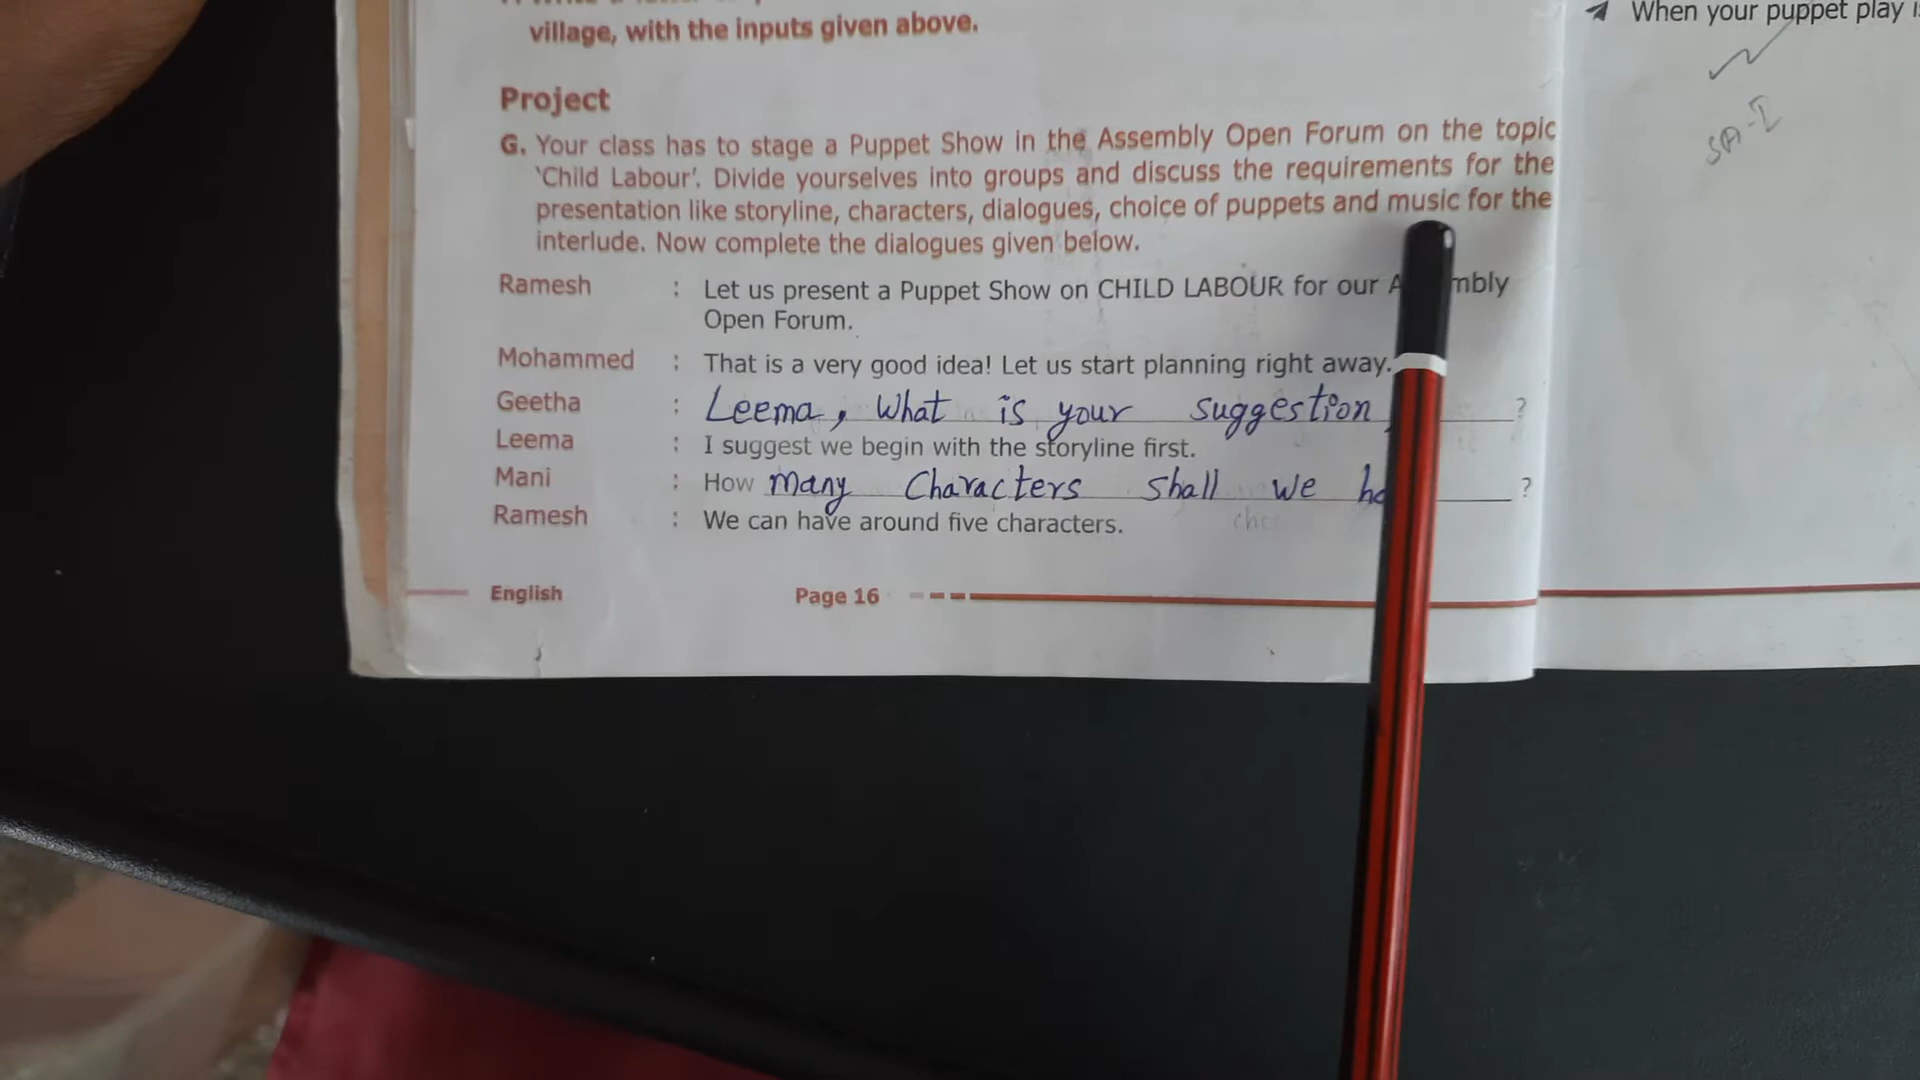 village, with the inputs given above.
Project
G. Your class has to stage a Puppet Show in the Assembly Open Forum on the topic
'Child Labour'. Divide yourselves into groups and discuss the requirements for the
presentation like storyline, characters, dialogues, choice of puppets and music for the
interlude. Now complete the dialogues given below.
Ramesh : Let us present a Puppet Show on CHILD LABOUR for our A mbly
Open Forum.
Mohammed : That is a very good idea! Let us start planning right away.
Geetha : Leema, What is your suggestion ?
Leema : I suggest we begin with the storyline first.
Mani : How many Characters shall we ha ?
Ramesh : We can have around five characters.
English Page 16
When your puppet play
SA-I